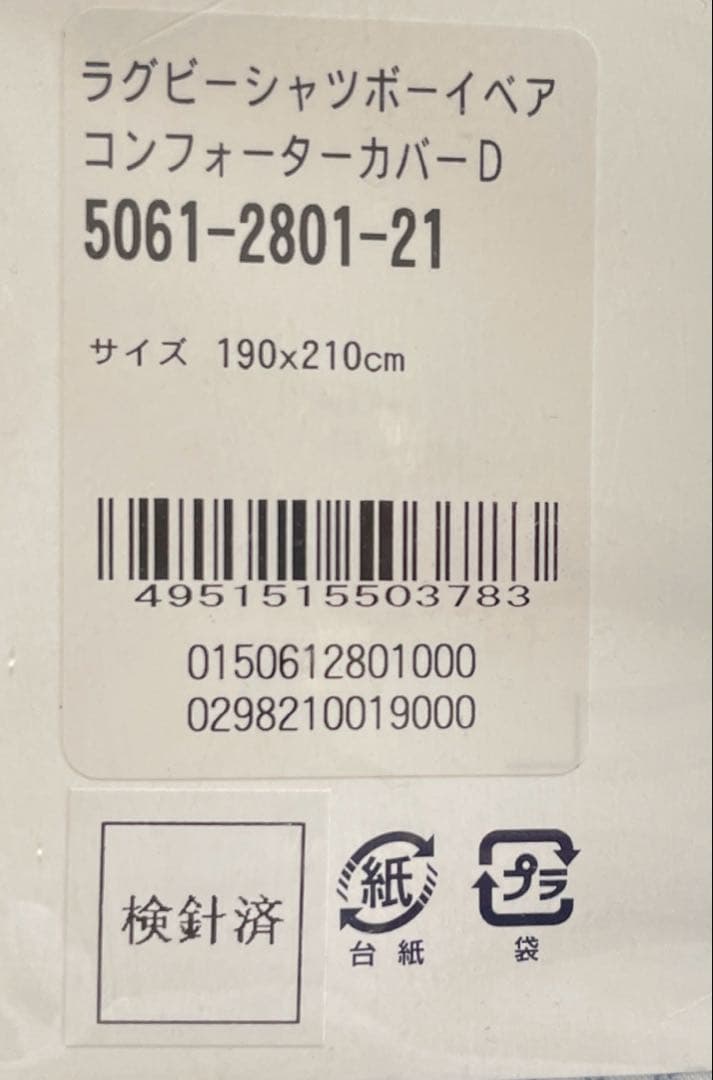 ラグビーシャツボーイベア
コンフォーターカバーD
5061-2801-21
サイズ 190x210cm
4951515503783
0150612801000
0298210019000
検針済
紙
台紙
プラ
袋